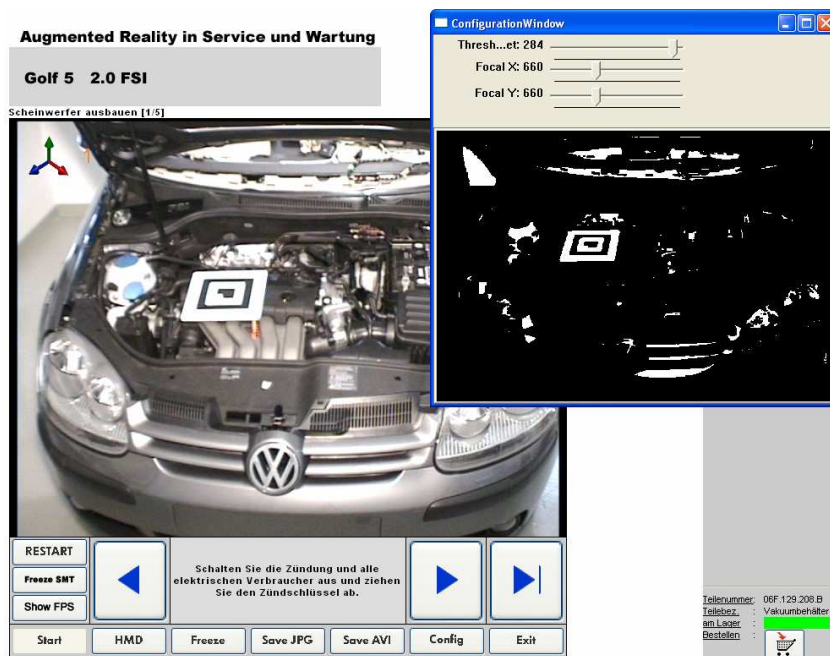 Augmented Reality in Service und Wartung
Golf 5 2.0 FSI
Scheinwerfer ausbauen [1/5]
ConfigurationWindow
Thresh...et: 284
Focal X: 660
Focal Y: 660
RESTART
Freeze SMT
Show FPS
Schalten Sie die Zündung und alle
elektrischen Verbraucher aus und ziehen
Sie den Zündschlüssel ab.
Start HMD Freeze Save JPG Save AVI Config Exit
Teilenummer: 06F.129.208.B
Teilebez. : Vakuumbehälter
am Lager :
Bestellen :